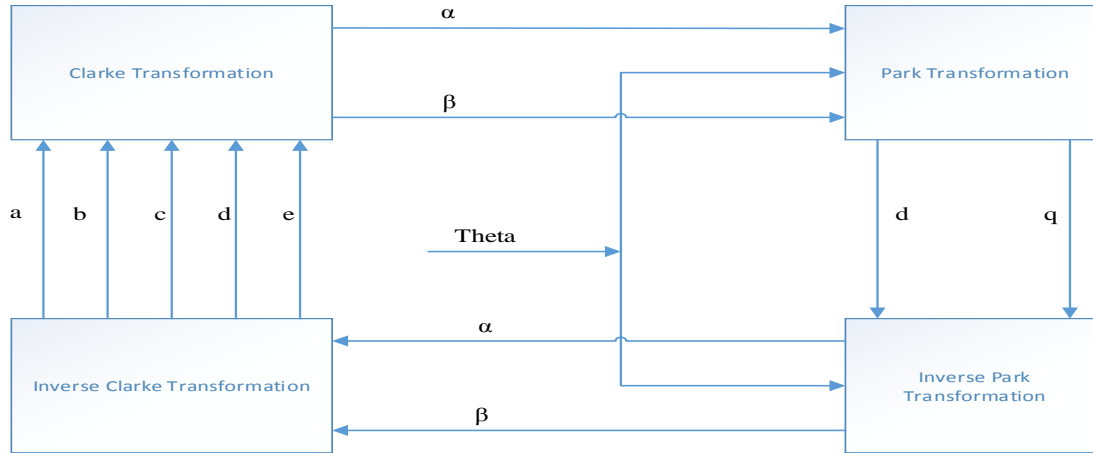 α
Clarke Transformation
Park Transformation
β
a
b
c
d
e
d
q
Theta
α
Inverse Clarke Transformation
Inverse Park
Transformation
β